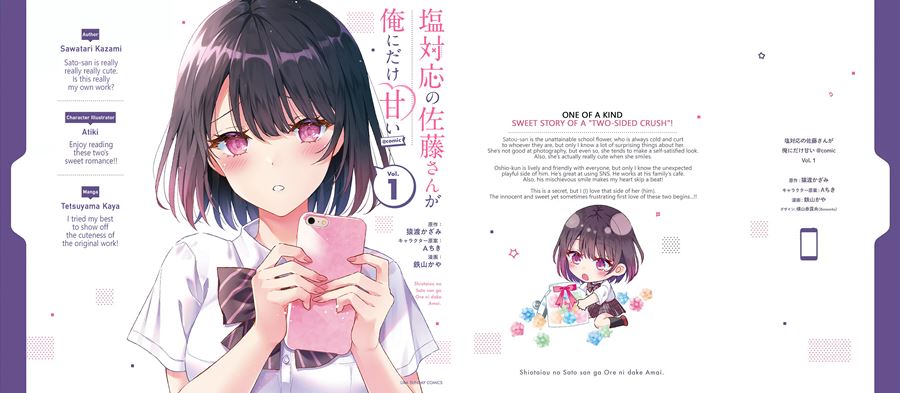 Author
Sawatari Kazami
Sato-san is really
really really cute.
Is this really
my own work?
Character Illustrator
Atiki
Enjoy reading
these two's
sweet romance!!
Manga
Tetsuyama Kaya
I tried my best
to show off
the cuteness of
the original work!
塩対応の佐藤さんが
俺にだけ甘い
@comic
Vol.
1
原作:
猿渡かざみ
キャラクター原案:
Aちき
漫画:
鉄山かや
Shiotaiou no
Sato san ga
Ore ni dake
Amai.
URA SUNDAY COMICS
ONE OF A KIND
SWEET STORY OF A "TWO-SIDED CRUSH"!
Satou-san is the unattainable school flower, who is always cold and curt
to whoever they are, but only I know a lot of surprising things about her.
She's not good at photography, but even so, she tends to make a self-satisfied look.
Also, she's actually really cute when she smiles.
Oshio-kun is lively and friendly with everyone, but only I know the unexpected
playful side of him. He's great at using SNS. He works at his family's café.
Also, his mischievous smile makes my heart skip a beat!
This is a secret, but I (I) love that side of her (him).
The innocent and sweet yet sometimes frustrating first love of these two begins...!!
Shiotaiou no Sato san ga Ore ni dake Amai.
塩対応の佐藤さんが
俺にだけ甘い @comic
Vol. 1
原作:猿渡かざみ
キャラクター原案:Aちき
漫画:鉄山かや